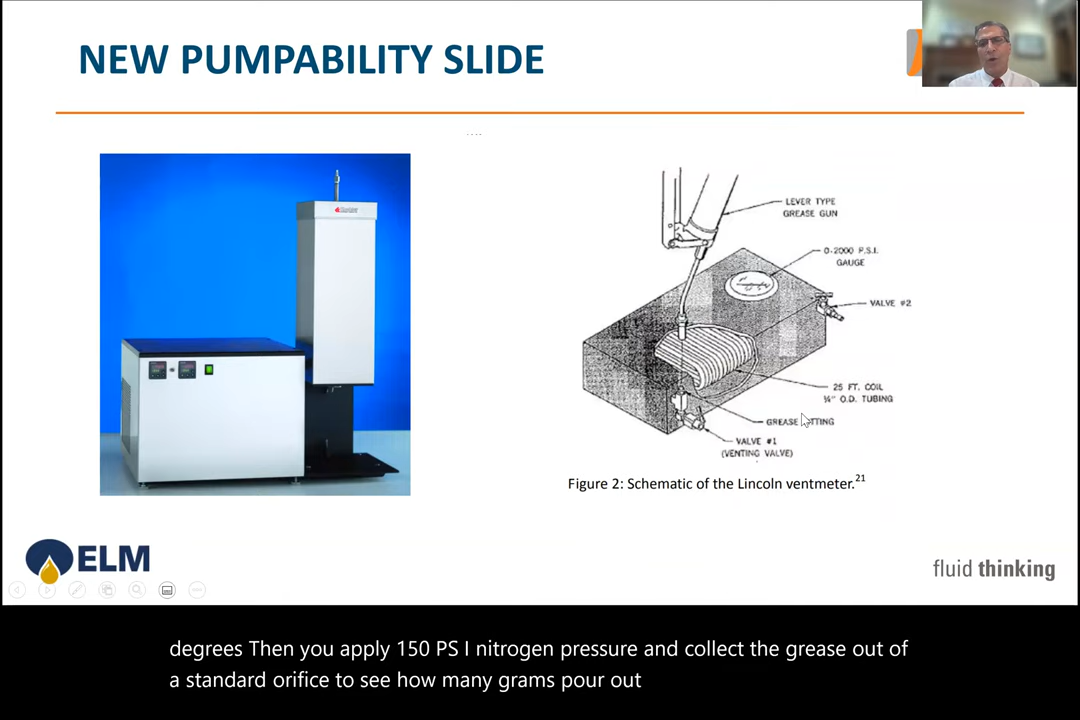 NEW PUMPABILITY SLIDE
LEVER TYPE
GREASE GUN
0-2000 P.S.I.
GAUGE
VALVE #2
25 FT. COIL
¼" O.D. TUBING
VALVE #1
(VENTING VALVE)
Figure 2: Schematic of the Lincoln ventmeter.21
ELM
fluid thinking
degrees Then you apply 150 PS I nitrogen pressure and collect the grease out of
a standard orifice to see how many grams pour out